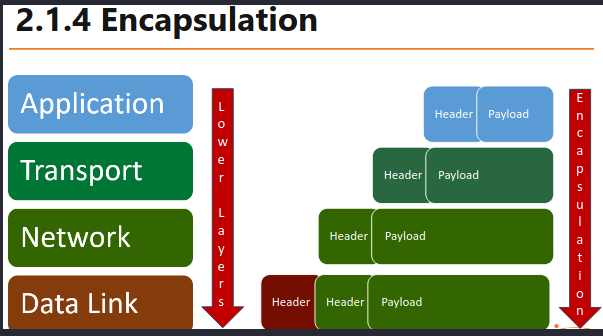 2.1.4 Encapsulation
Application
Transport
Network
Data Link
Lower Layers
Header Payload
Header Payload
Header Payload
Header Header Payload
Encapsulation